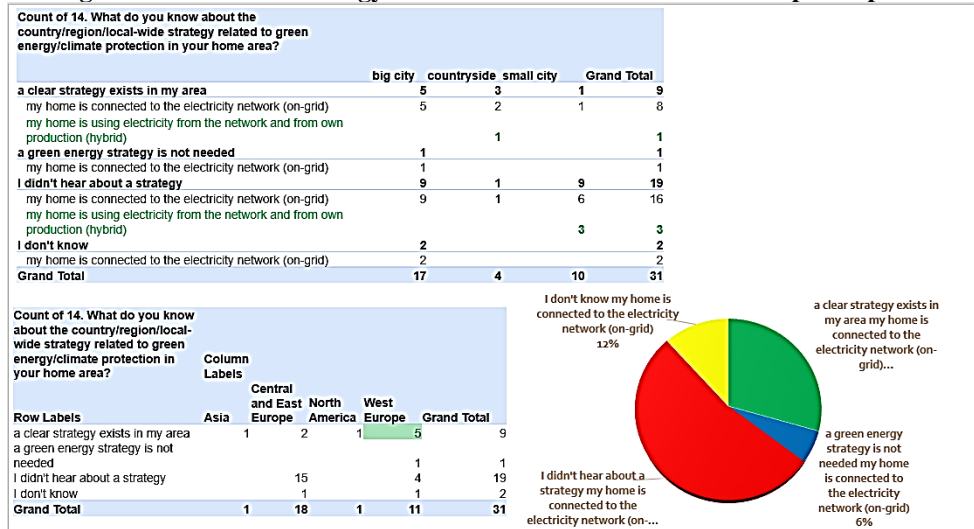 Count of 14. What do you know about the
country/region/local-wide strategy related to green
energy/climate protection in your home area?
big city countryside small city Grand Total
a clear strategy exists in my area 5 3 1 9
my home is connected to the electricity network (on-grid) 5 2 1 8
my home is using electricity from the network and from own
production (hybrid) 1 1
a green energy strategy is not needed 1 1
my home is connected to the electricity network (on-grid) 1 1
I didn't hear about a strategy 9 1 9 19
my home is connected to the electricity network (on-grid) 9 1 6 16
my home is using electricity from the network and from own
production (hybrid) 3 3
I don't know 2 2
my home is connected to the electricity network (on-grid) 2 2
Grand Total 17 4 10 31
Count of 14. What do you know
about the country/region/local-
wide strategy related to green
energy/climate protection in
your home area?
Column
Labels
Row Labels
Asia
Central
and East
Europe
North
America
West
Europe
Grand Total
a clear strategy exists in my area 1 2 1 5 9
a green energy strategy is not
needed 1 1
I didn't hear about a strategy 15 4 19
I don't know 1 1 2
Grand Total 1 18 1 11 31
I don't know my home is
connected to the electricity
network (on-grid)
12%
a clear strategy exists in
my area my home is
connected to the
electricity network (on-
grid)...
a green energy
strategy is not
needed my home
is connected to
the electricity
network (on-grid)
6%
I didn't hear about a
strategy my home is
connected to the
electricity network (on-...